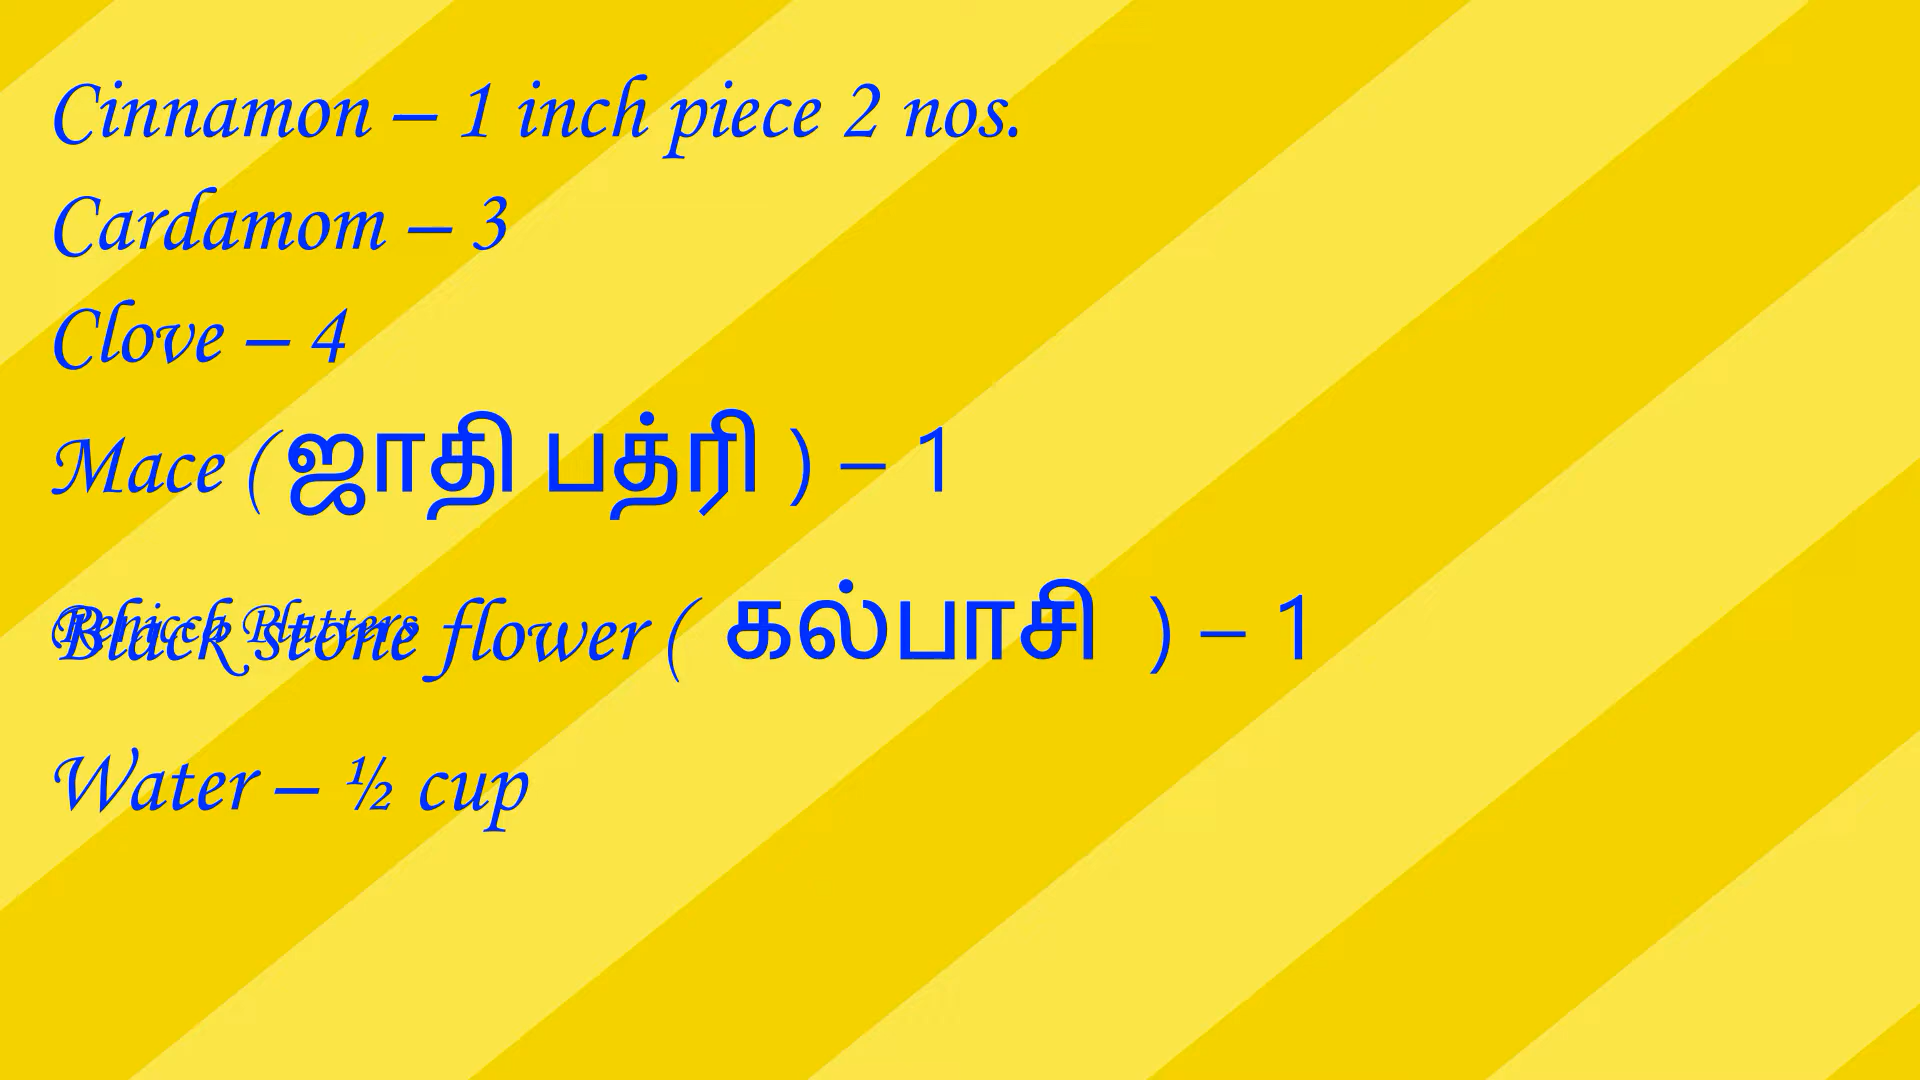 Cinnamon – 1 inch piece 2 nos.
Cardamom – 3
Clove – 4
Mace (ஜாதி பத்ரி ) – 1
Black stone flower ( கல்பாசி ) – 1
Platters
Water – ½ cup